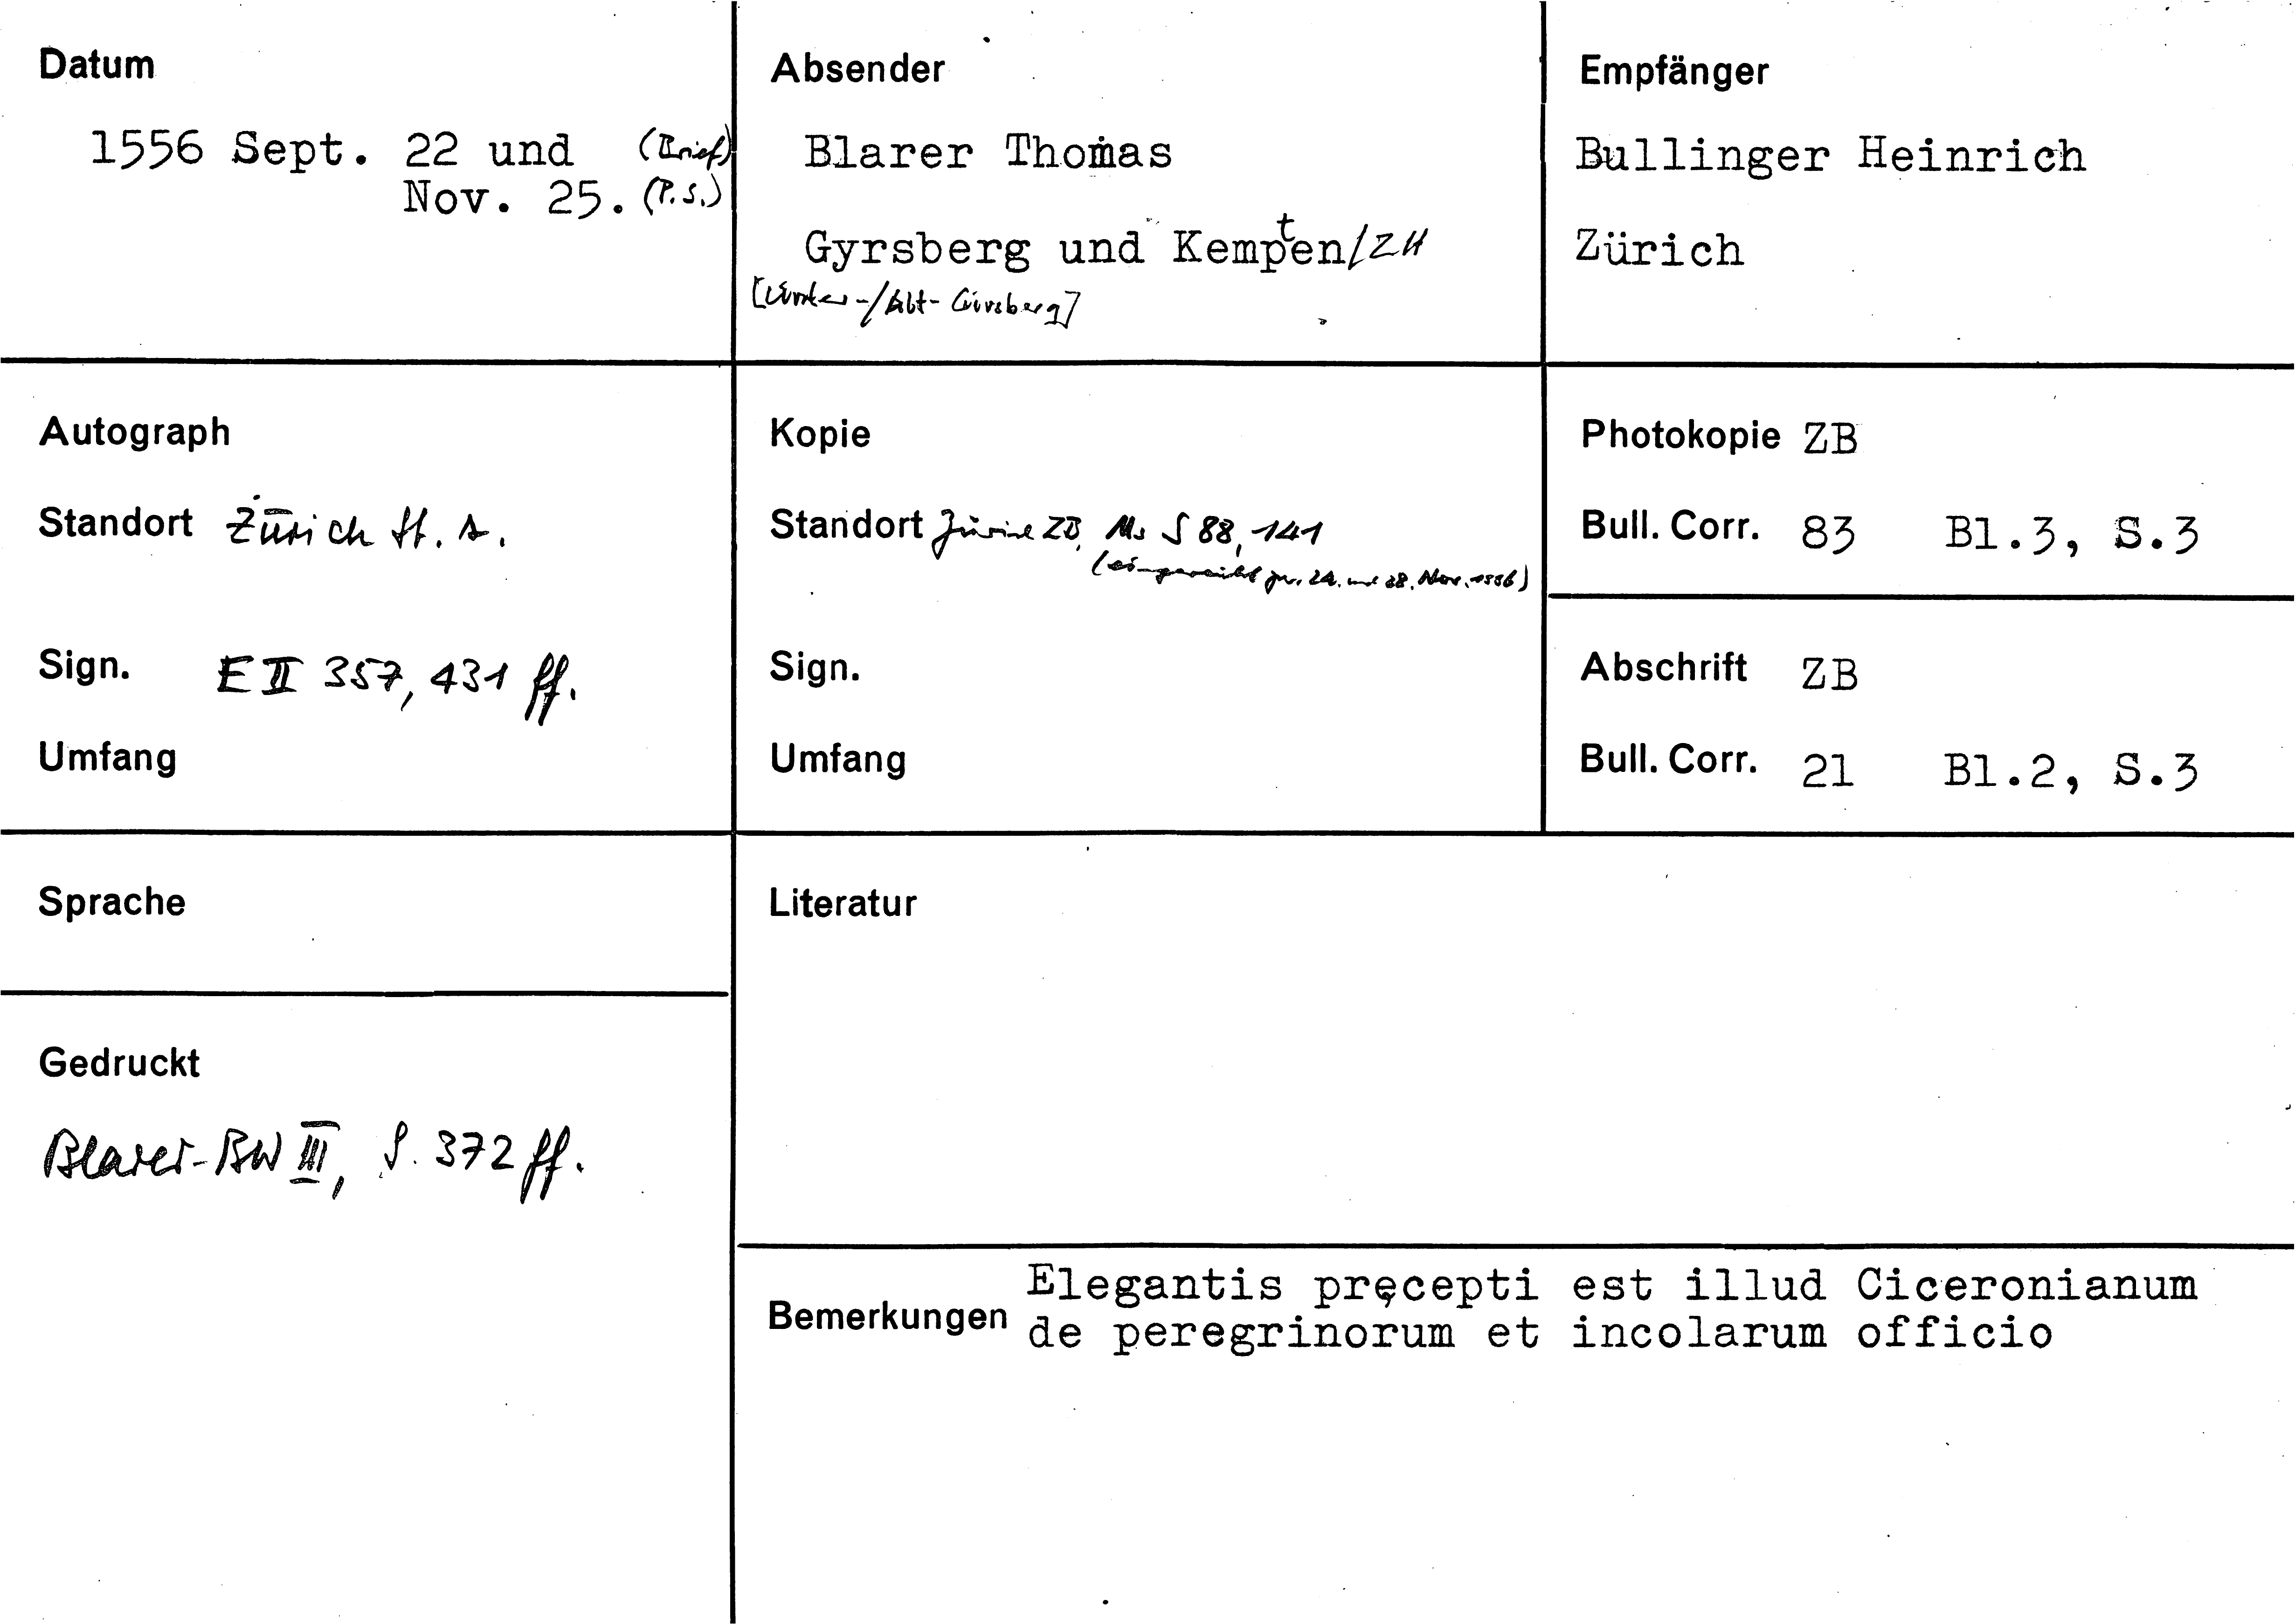 Datum
1556 Sept. 22 und (Brief)
Nov. 25. (P.S.)
Absender
Blarer Thomas
Gyrsberg und Kempten/ZH
[Unter-/Alt-Girsberg]
Empfänger
Bullinger Heinrich
Zürich
Autograph
Standort Zürich St. A.
Sign. E II 357, 431 ff.
Umfang
Kopie
Standort Zürich ZB, Ms S 88, 141
(eingereiht zw. 24. und 28. Nov. 1556)
Sign.
Umfang
Photokopie ZB
Bull. Corr. 83 Bl.3, S.3
Abschrift ZB
Bull. Corr. 21 Bl.2, S.3
Sprache
Gedruckt
Blarer-BW III, S. 372 ff.
Literatur
Bemerkungen
Elegantis pręcepti est illud Ciceronianum
de peregrinorum et incolarum officio